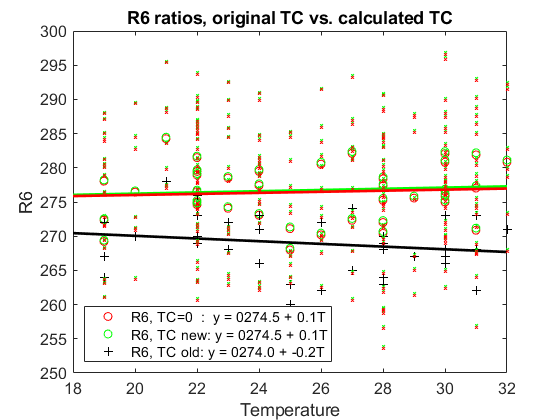 R6 ratios, original TC vs. calculated TC
300
295
290
285
280
275
270
265
260
255
250
R6
R6, TC=0  :  y = 0274.5 + 0.1T
R6, TC new: y = 0274.5 + 0.1T
R6, TC old: y = 0274.0 + -0.2T
18 20 22 24 26 28 30 32
Temperature